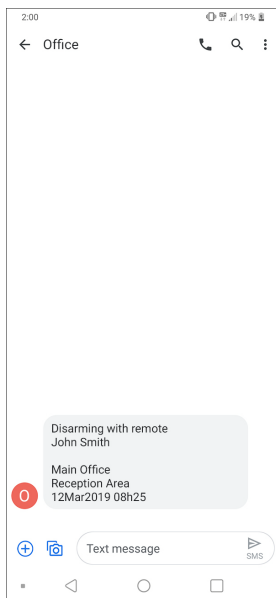 2:00
19%
Office
Disarming with remote
John Smith
Main Office
Reception Area
12Mar2019 08h25
O
Text message
SMS